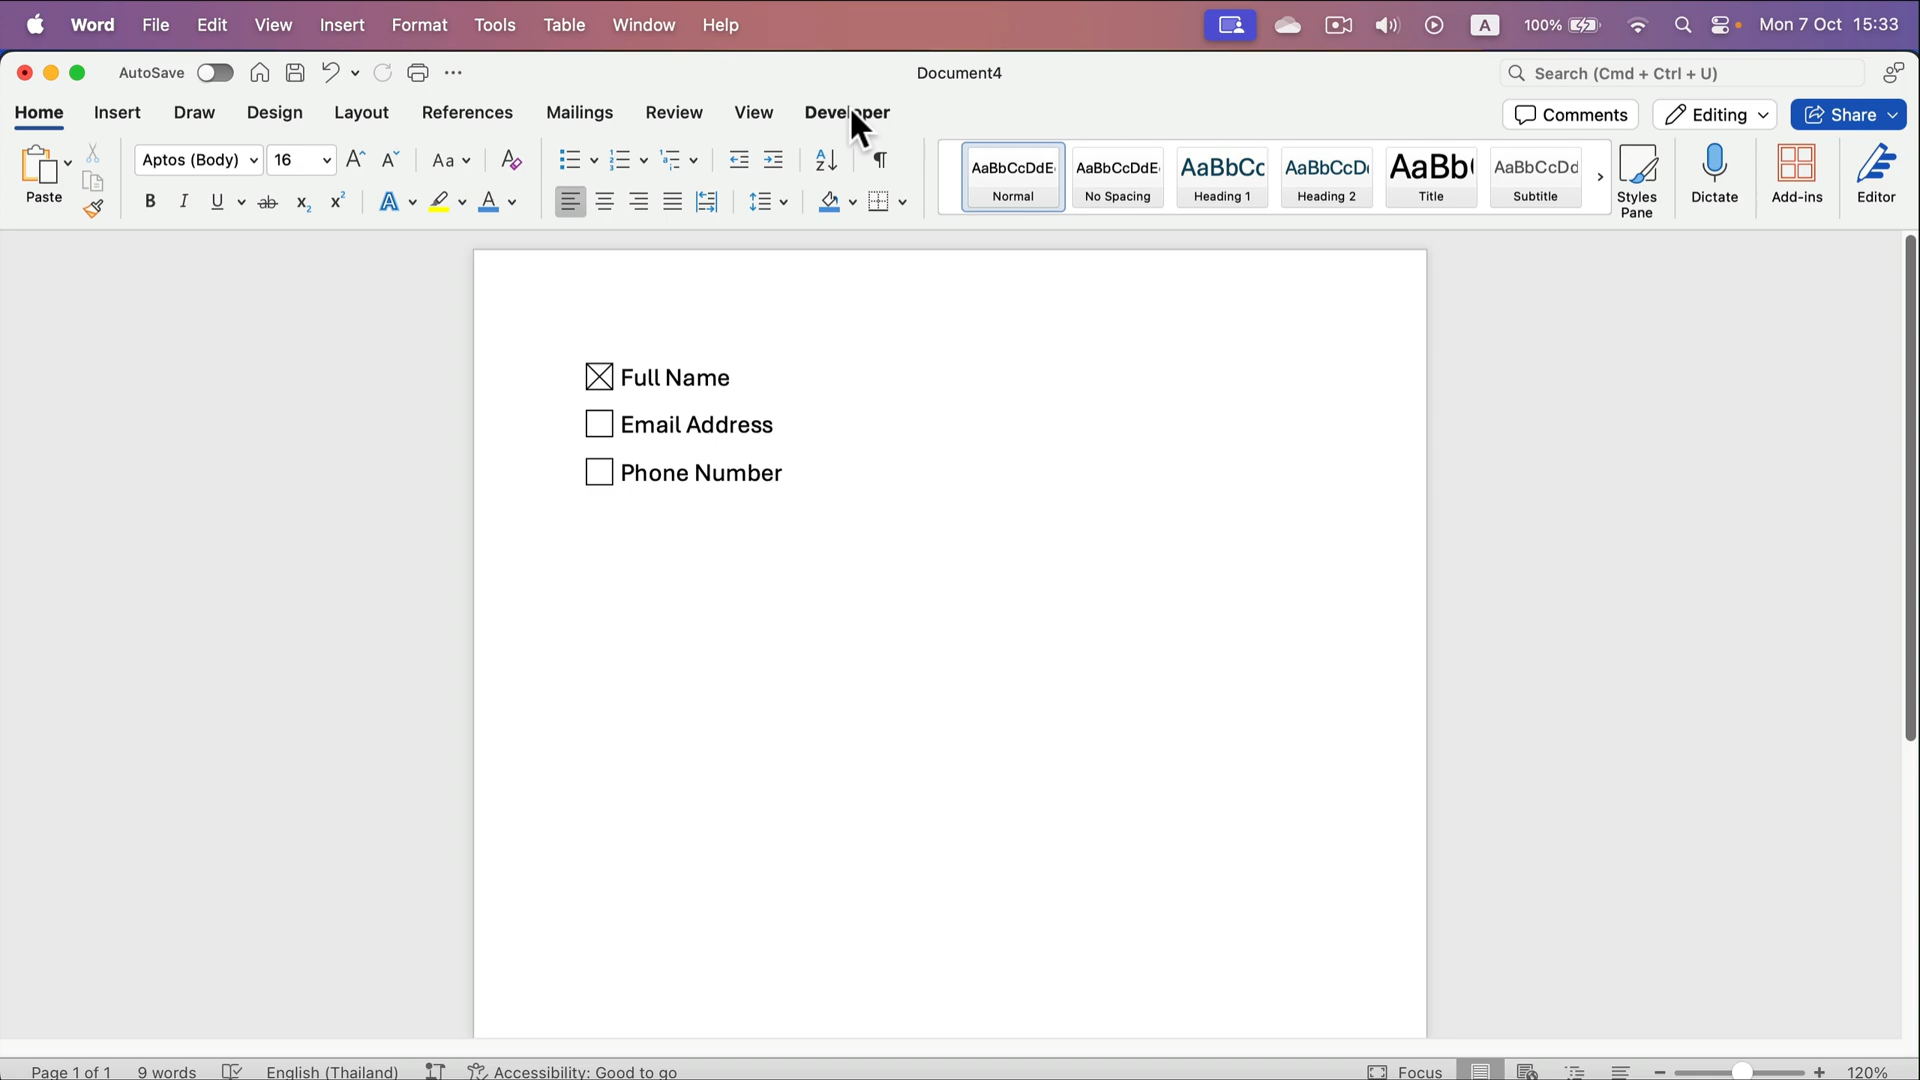 Word File Edit View Insert Format Tools Table Window Help A 100% Mon 7 Oct 15:33
AutoSave Document4 Search (Cmd + Ctrl + U)
Home Insert Draw Design Layout References Mailings Review View Developer Comments Editing Share
Aptos (Body) 16 Aa
AaBbCcDdE AaBbCcDdE AaBbCc AaBbCcD AaBb( AaBbCcDd
Paste Normal No Spacing Heading 1 Heading 2 Title Subtitle Styles Pane Dictate Add-ins Editor
B I U ab x2 x2 A A
Full Name
Email Address
Phone Number
Page 1 of 1 9 words English (Thailand) Accessibility: Good to go Focus 120%